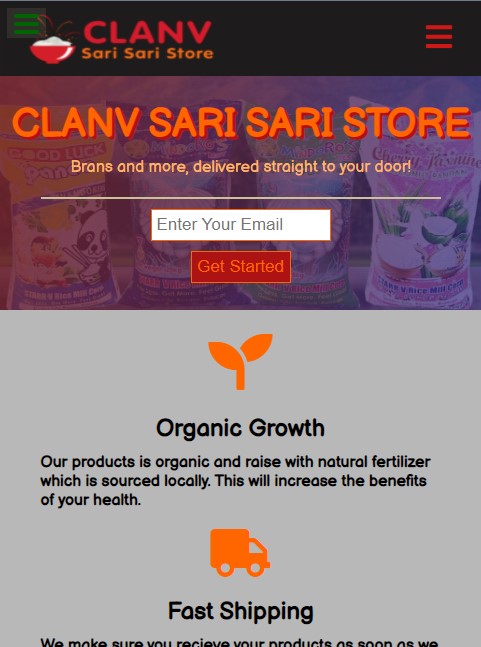 CLANV
Sari Sari Store
CLANV SARI SARI STORE
Brans and more, delivered straight to your door!
Enter Your Email
Get Started
GOOD LUCK
Organic Growth
Our products is organic and raise with natural fertilizer
which is sourced locally. This will increase the benefits
of your health.
Fast Shipping
We make sure you recieve your products as soon as we